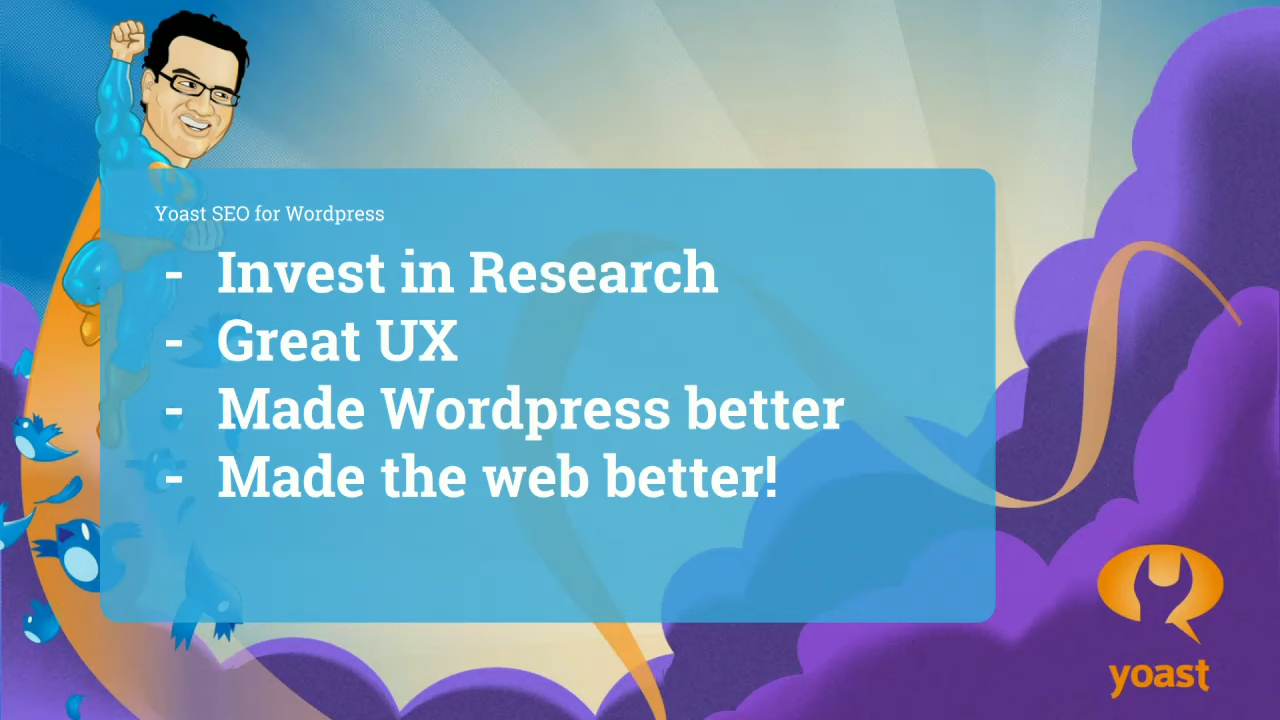 Yoast SEO for Wordpress
- Invest in Research
- Great UX
- Made Wordpress better
- Made the web better!
yoast